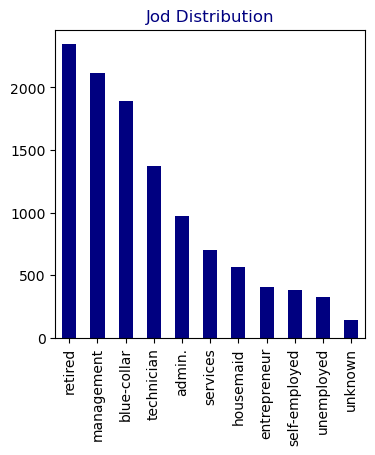 Jod Distribution
2000
1500
1000
500
0
retired
management
blue-collar
technician
admin.
services
housemaid
entrepreneur
self-employed
unemployed
unknown